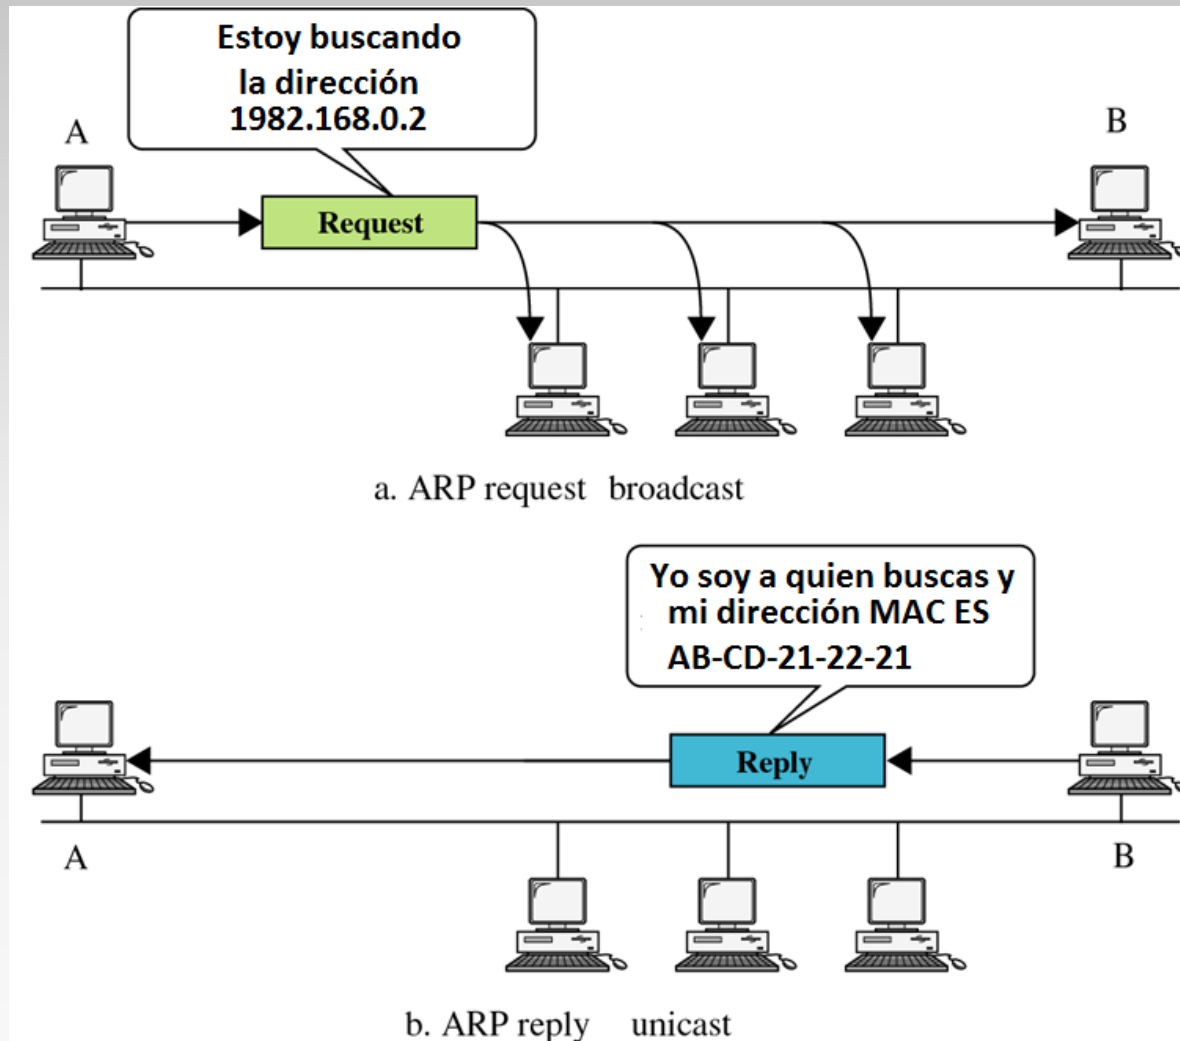 Estoy buscando
la dirección
1982.168.0.2
A
B
Request
a. ARP request broadcast
Yo soy a quien buscas y
mi dirección MAC ES
AB-CD-21-22-21
Reply
A
B
b. ARP reply unicast